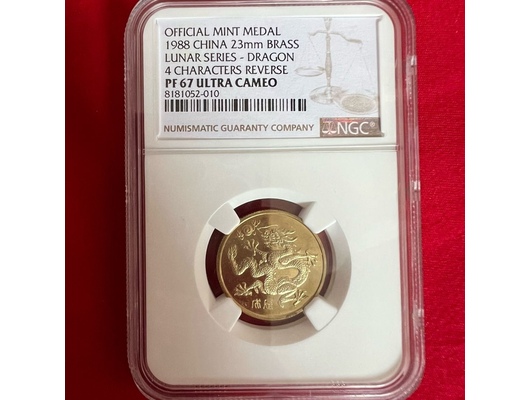 OFFICIAL MINT MEDAL
1988 CHINA 23mm BRASS
LUNAR SERIES - DRAGON
4 CHARACTERS REVERSE
PF 67 ULTRA CAMEO
8181052-010
NUMISMATIC GUARANTY COMPANY
NGC®